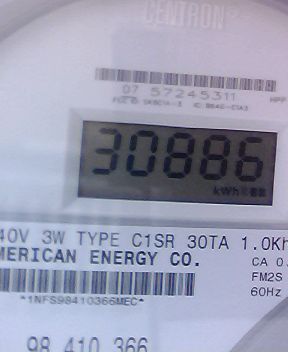 CENTRON
07 57245311
30886
kWh
40V 3W TYPE C1SR 30TA 1.0Kh
MERICAN ENERGY CO.
CA 0.
FM2S
*1NFS98410366MEC*
60Hz
98 410 366